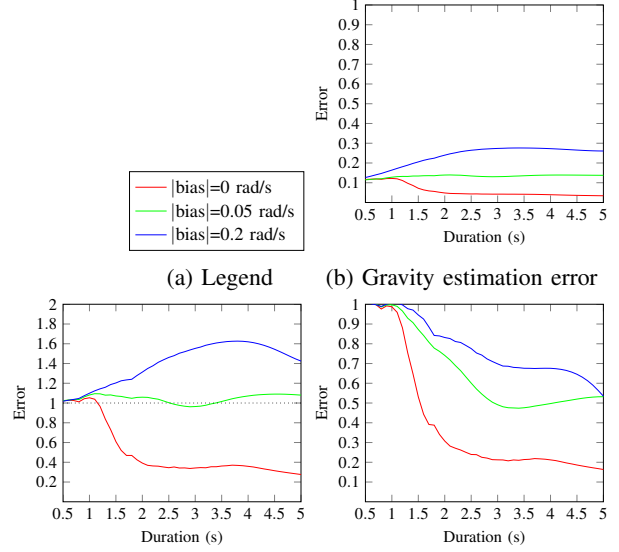 1
0.9
0.8
0.7
0.6
0.5
0.4
0.3
0.2
0.1
Error
0.5 1 1.5 2 2.5 3 3.5 4 4.5 5
Duration (s)
|bias|=0 rad/s
|bias|=0.05 rad/s
|bias|=0.2 rad/s
(a) Legend
(b) Gravity estimation error
2
1.8
1.6
1.4
1.2
1
0.8
0.6
0.4
0.2
Error
0.5 1 1.5 2 2.5 3 3.5 4 4.5 5
Duration (s)
1
0.9
0.8
0.7
0.6
0.5
0.4
0.3
0.2
0.1
Error
0.5 1 1.5 2 2.5 3 3.5 4 4.5 5
Duration (s)